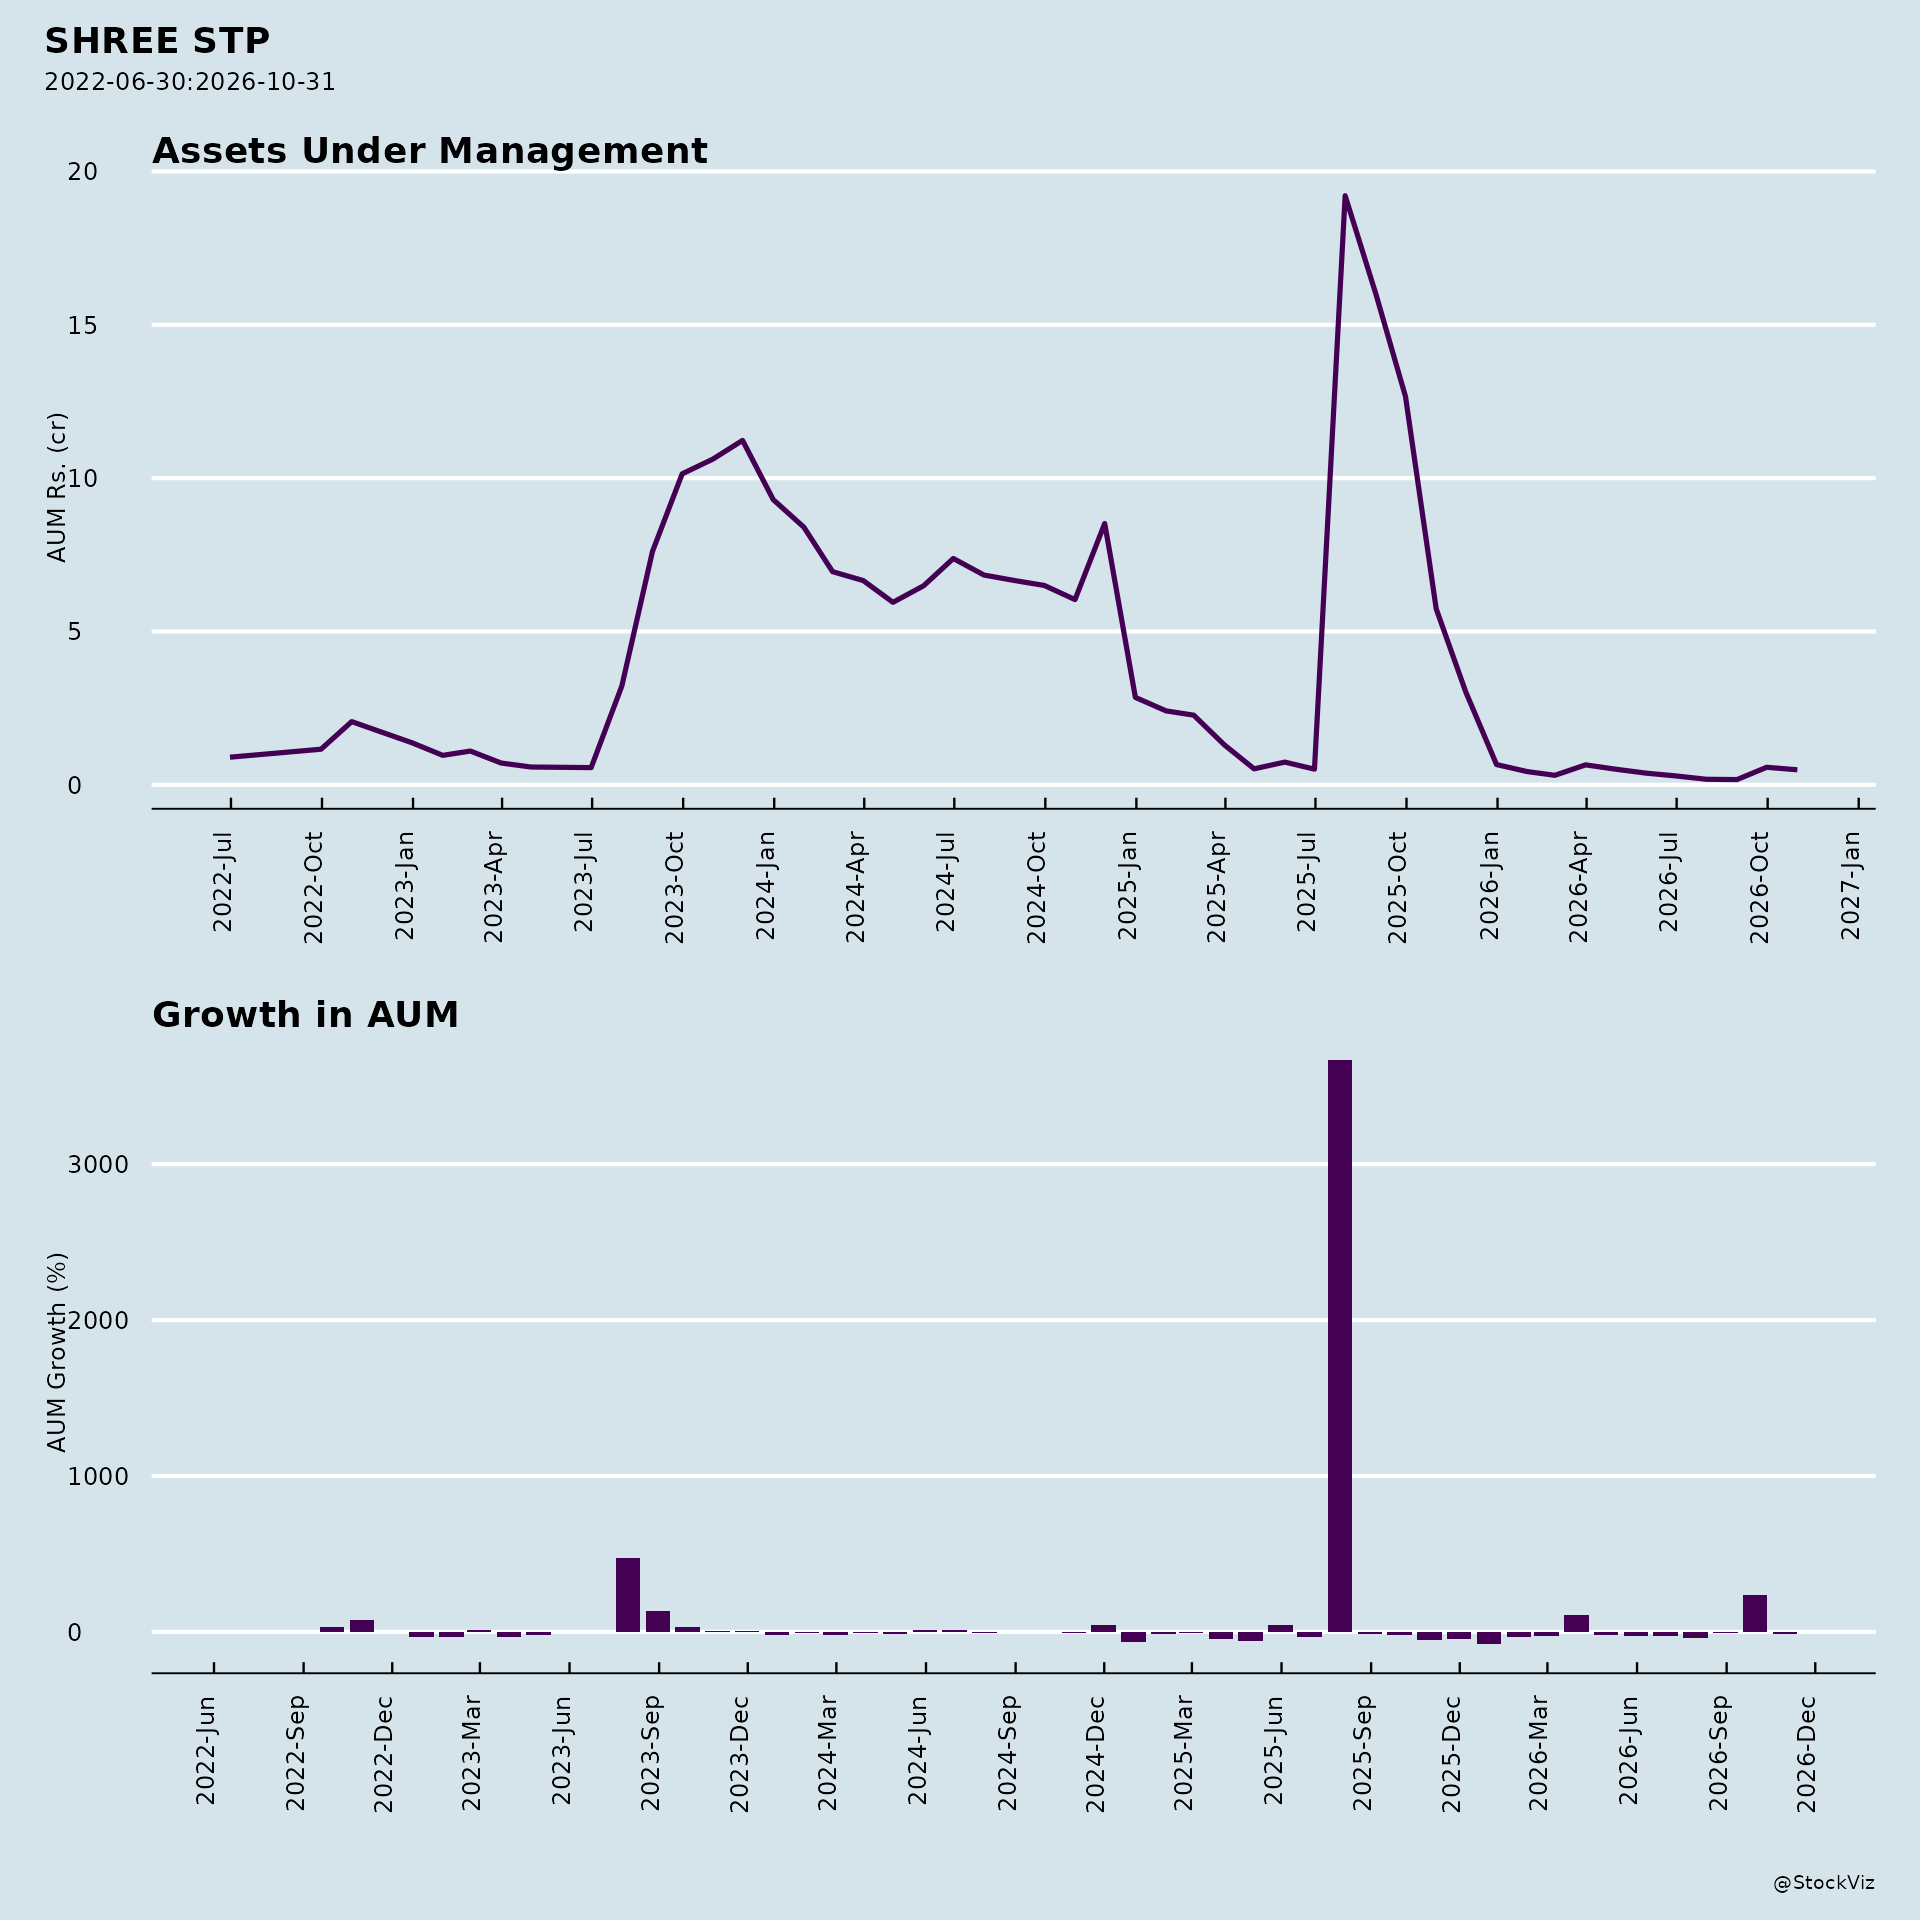 SHREE STP
2022-06-30:2026-10-31
Assets Under Management
AUM Rs. (cr)
20
15
10
5
0
2022-Jul
2022-Oct
2023-Jan
2023-Apr
2023-Jul
2023-Oct
2024-Jan
2024-Apr
2024-Jul
2024-Oct
2025-Jan
2025-Apr
2025-Jul
2025-Oct
2026-Jan
2026-Apr
2026-Jul
2026-Oct
2027-Jan
Growth in AUM
AUM Growth (%)
3000
2000
1000
0
2022-Jun
2022-Sep
2022-Dec
2023-Mar
2023-Jun
2023-Sep
2023-Dec
2024-Mar
2024-Jun
2024-Sep
2024-Dec
2025-Mar
2025-Jun
2025-Sep
2025-Dec
2026-Mar
2026-Jun
2026-Sep
2026-Dec
@StockViz